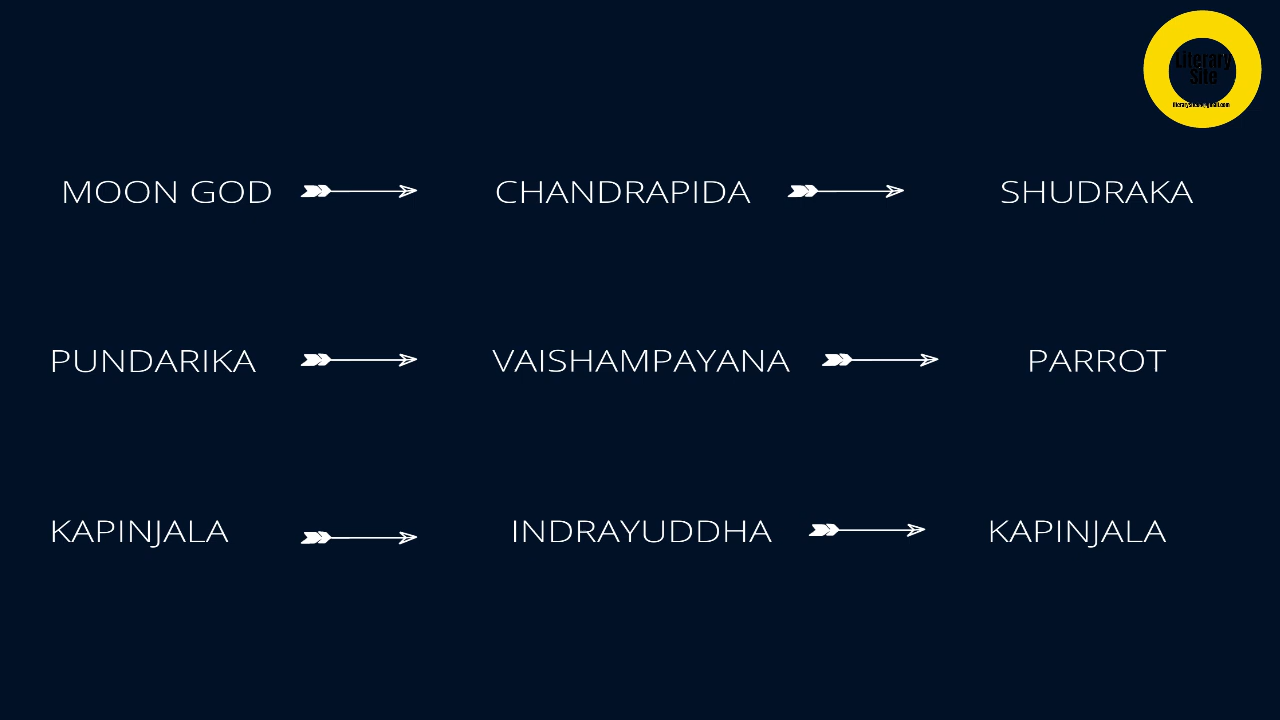 Literary
Site
MOON GOD CHANDRAPIDA SHUDRAKA
PUNDARIKA VAISHAMPAYANA PARROT
KAPINJALA INDRAYUDDHA KAPINJALA